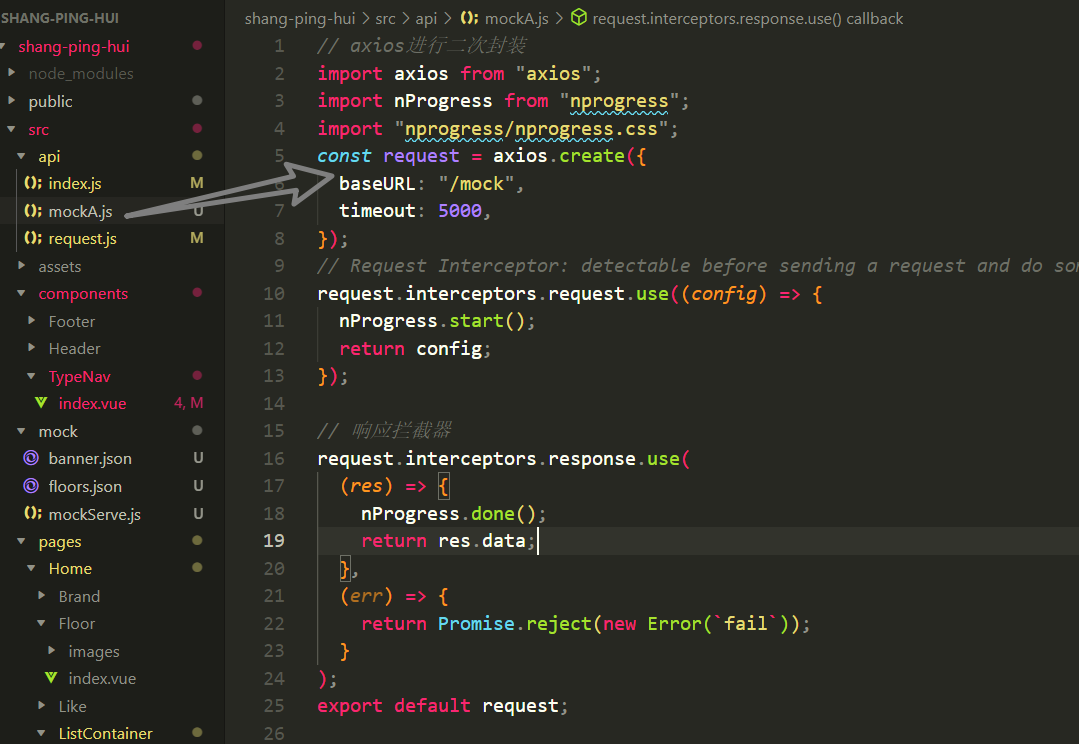 SHANG-PING-HUI
shang-ping-hui
node_modules
public
src
api
index.js M
mockA.js U
request.js M
assets
components
Footer
Header
TypeNav
index.vue 4, M
mock
banner.json U
floors.json U
mockServe.js U
pages
Home
Brand
Floor
images
index.vue
Like
ListContainer
shang-ping-hui > src > api > mockA.js > request.interceptors.response.use() callback
1 // axios进行二次封装
2 import axios from "axios";
3 import nProgress from "nprogress";
4 import "nprogress/nprogress.css";
5 const request = axios.create({
6 baseURL: "/mock",
7 timeout: 5000,
8 });
9 // Request Interceptor: detectable before sending a request and do
10 request.interceptors.request.use((config) => {
11 nProgress.start();
12 return config;
13 });
14
15 // 响应拦截器
16 request.interceptors.response.use(
17 (res) => {
18 nProgress.done();
19 return res.data;
20 },
21 (err) => {
22 return Promise.reject(new Error(`fail`));
23 }
24 );
25 export default request;
26